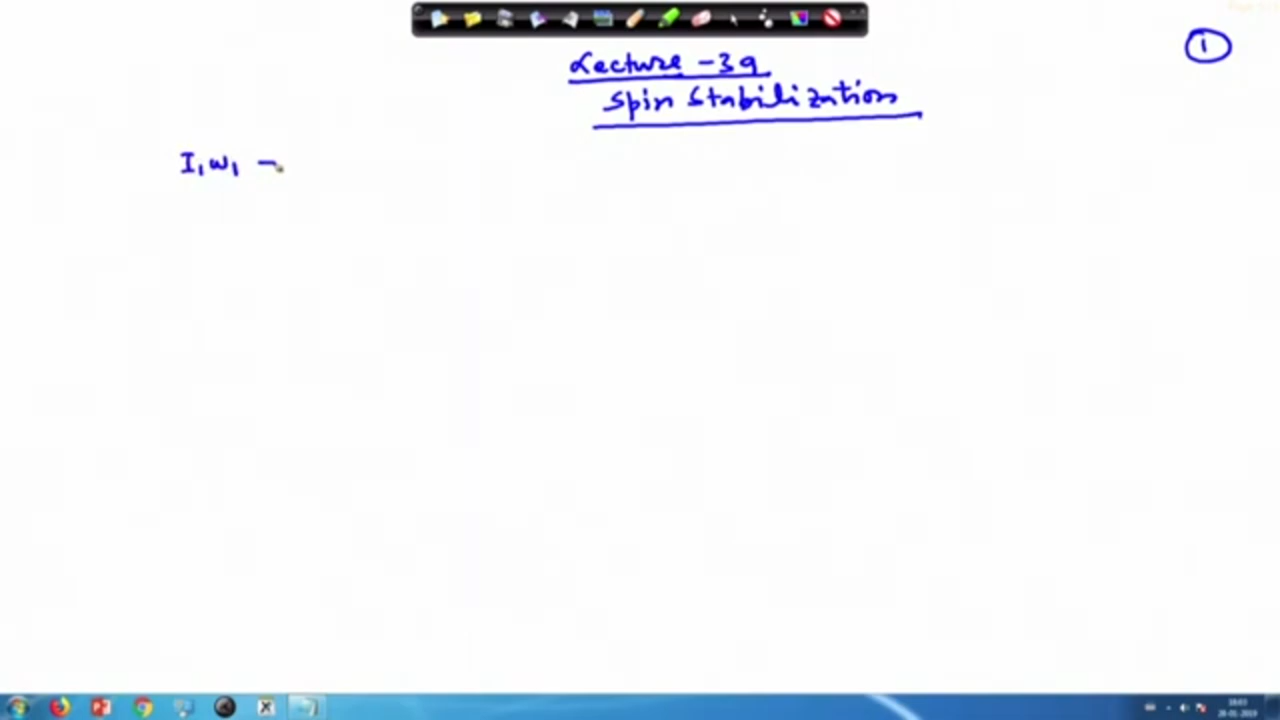 Lecture - 39
Spin Stabilization
1
I₁ω₁ -